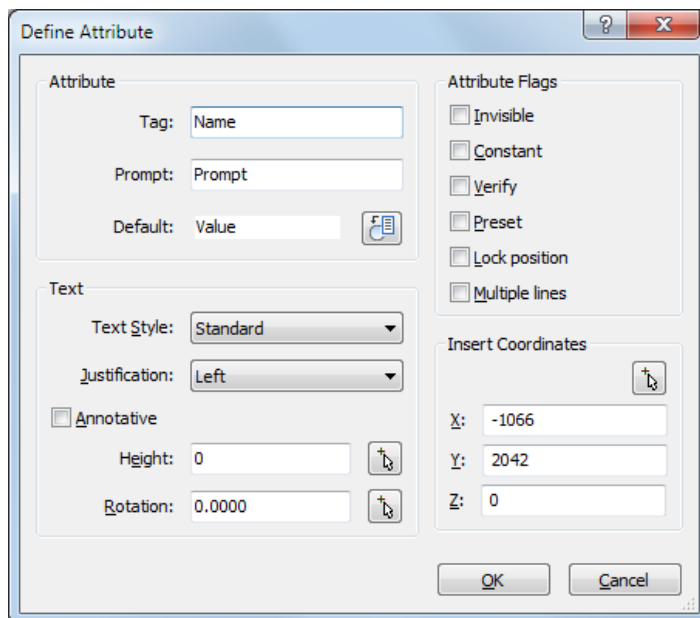 Define Attribute
?
X
Attribute
Tag: Name
Prompt: Prompt
Default: Value
Text
Text Style: Standard
Justification: Left
Annotative
Height: 0
Rotation: 0.0000
Attribute Flags
Invisible
Constant
Verify
Preset
Lock position
Multiple lines
Insert Coordinates
X: -1066
Y: 2042
Z: 0
OK
Cancel